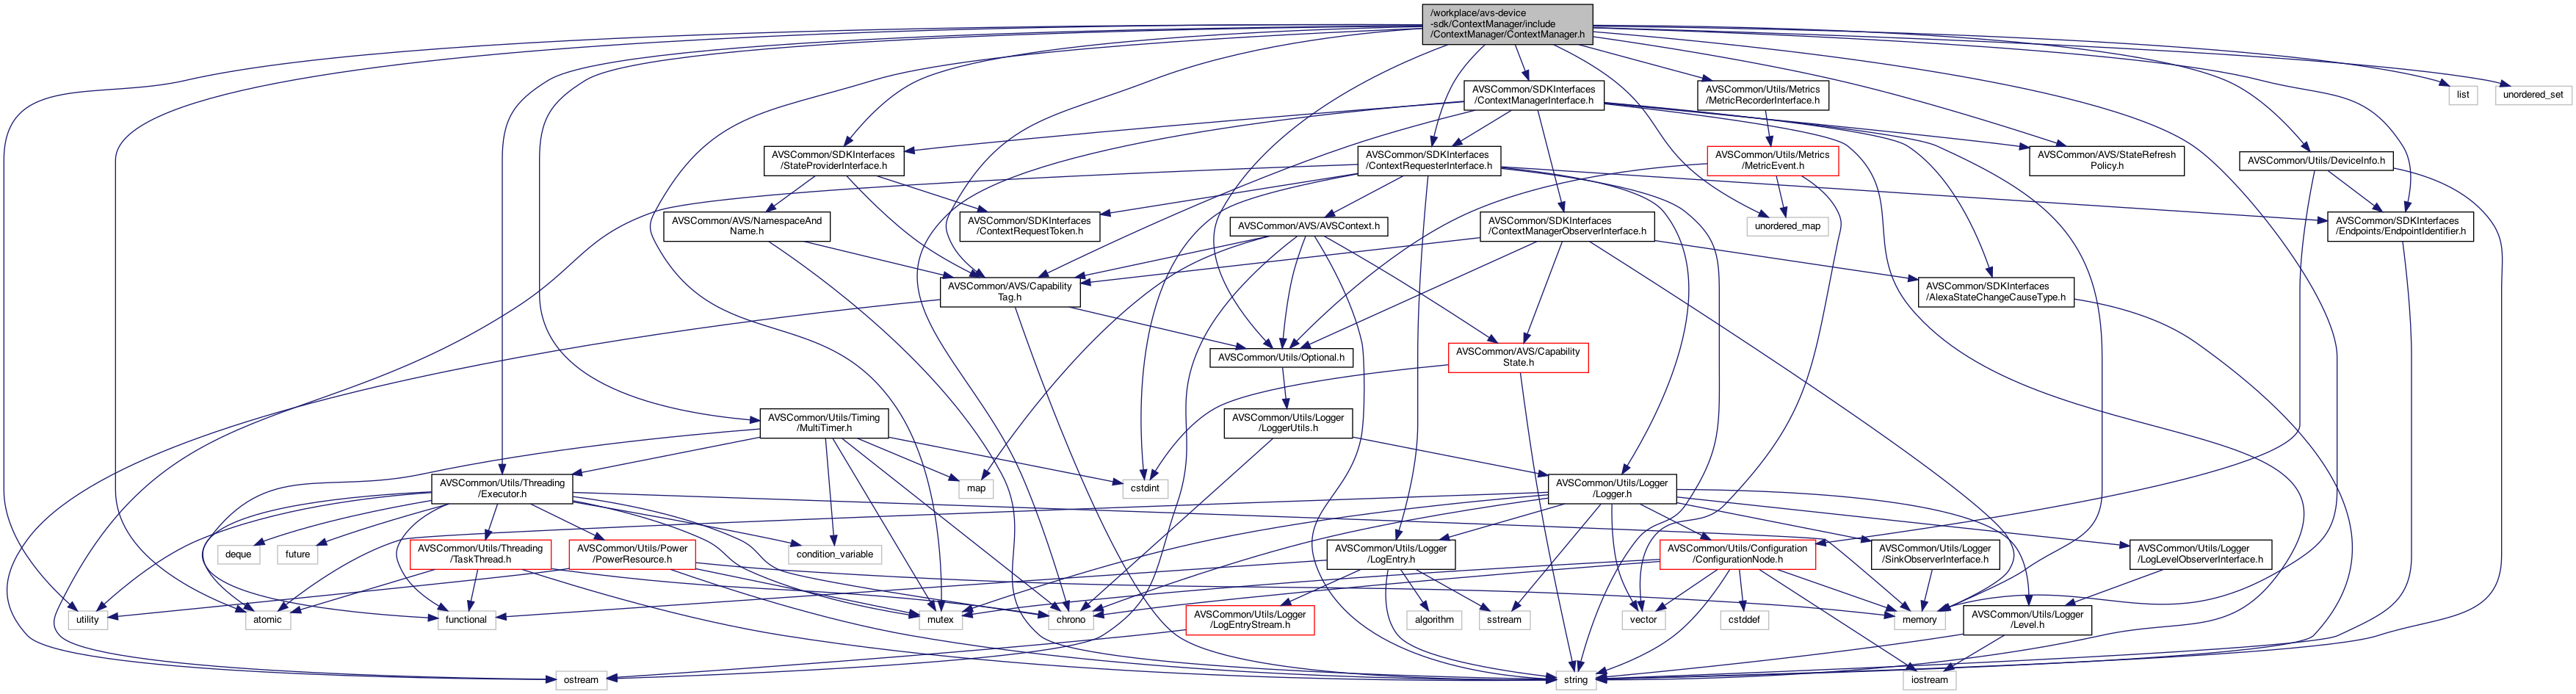 /workplace/avs-device
-sdk/ContextManager/include
/ContextManager/ContextManager.h
AVSCommon/SDKInterfaces
/ContextManagerInterface.h
AVSCommon/Utils/Metrics
/MetricRecorderInterface.h
list
unordered_set
AVSCommon/SDKInterfaces
/StateProviderInterface.h
AVSCommon/SDKInterfaces
/ContextRequesterInterface.h
AVSCommon/Utils/Metrics
/MetricEvent.h
AVSCommon/AVS/StateRefresh
Policy.h
AVSCommon/Utils/DeviceInfo.h
AVSCommon/AVS/NamespaceAnd
Name.h
AVSCommon/SDKInterfaces
/ContextRequestToken.h
AVSCommon/AVS/AVSContext.h
AVSCommon/SDKInterfaces
/ContextManagerObserverInterface.h
unordered_map
AVSCommon/SDKInterfaces
/Endpoints/EndpointIdentifier.h
AVSCommon/AVS/Capability
Tag.h
AVSCommon/SDKInterfaces
/AlexaStateChangeCauseType.h
AVSCommon/Utils/Optional.h
AVSCommon/AVS/Capability
State.h
AVSCommon/Utils/Timing
/MultiTimer.h
AVSCommon/Utils/Logger
/LoggerUtils.h
AVSCommon/Utils/Threading
/Executor.h
map
cstdint
AVSCommon/Utils/Logger
/Logger.h
deque
future
AVSCommon/Utils/Threading
/TaskThread.h
AVSCommon/Utils/Power
/PowerResource.h
condition_variable
AVSCommon/Utils/Logger
/LogEntry.h
AVSCommon/Utils/Configuration
/ConfigurationNode.h
AVSCommon/Utils/Logger
/SinkObserverInterface.h
AVSCommon/Utils/Logger
/LogLevelObserverInterface.h
utility
atomic
functional
mutex
chrono
AVSCommon/Utils/Logger
/LogEntryStream.h
algorithm
sstream
vector
cstddef
memory
AVSCommon/Utils/Logger
/Level.h
ostream
string
iostream